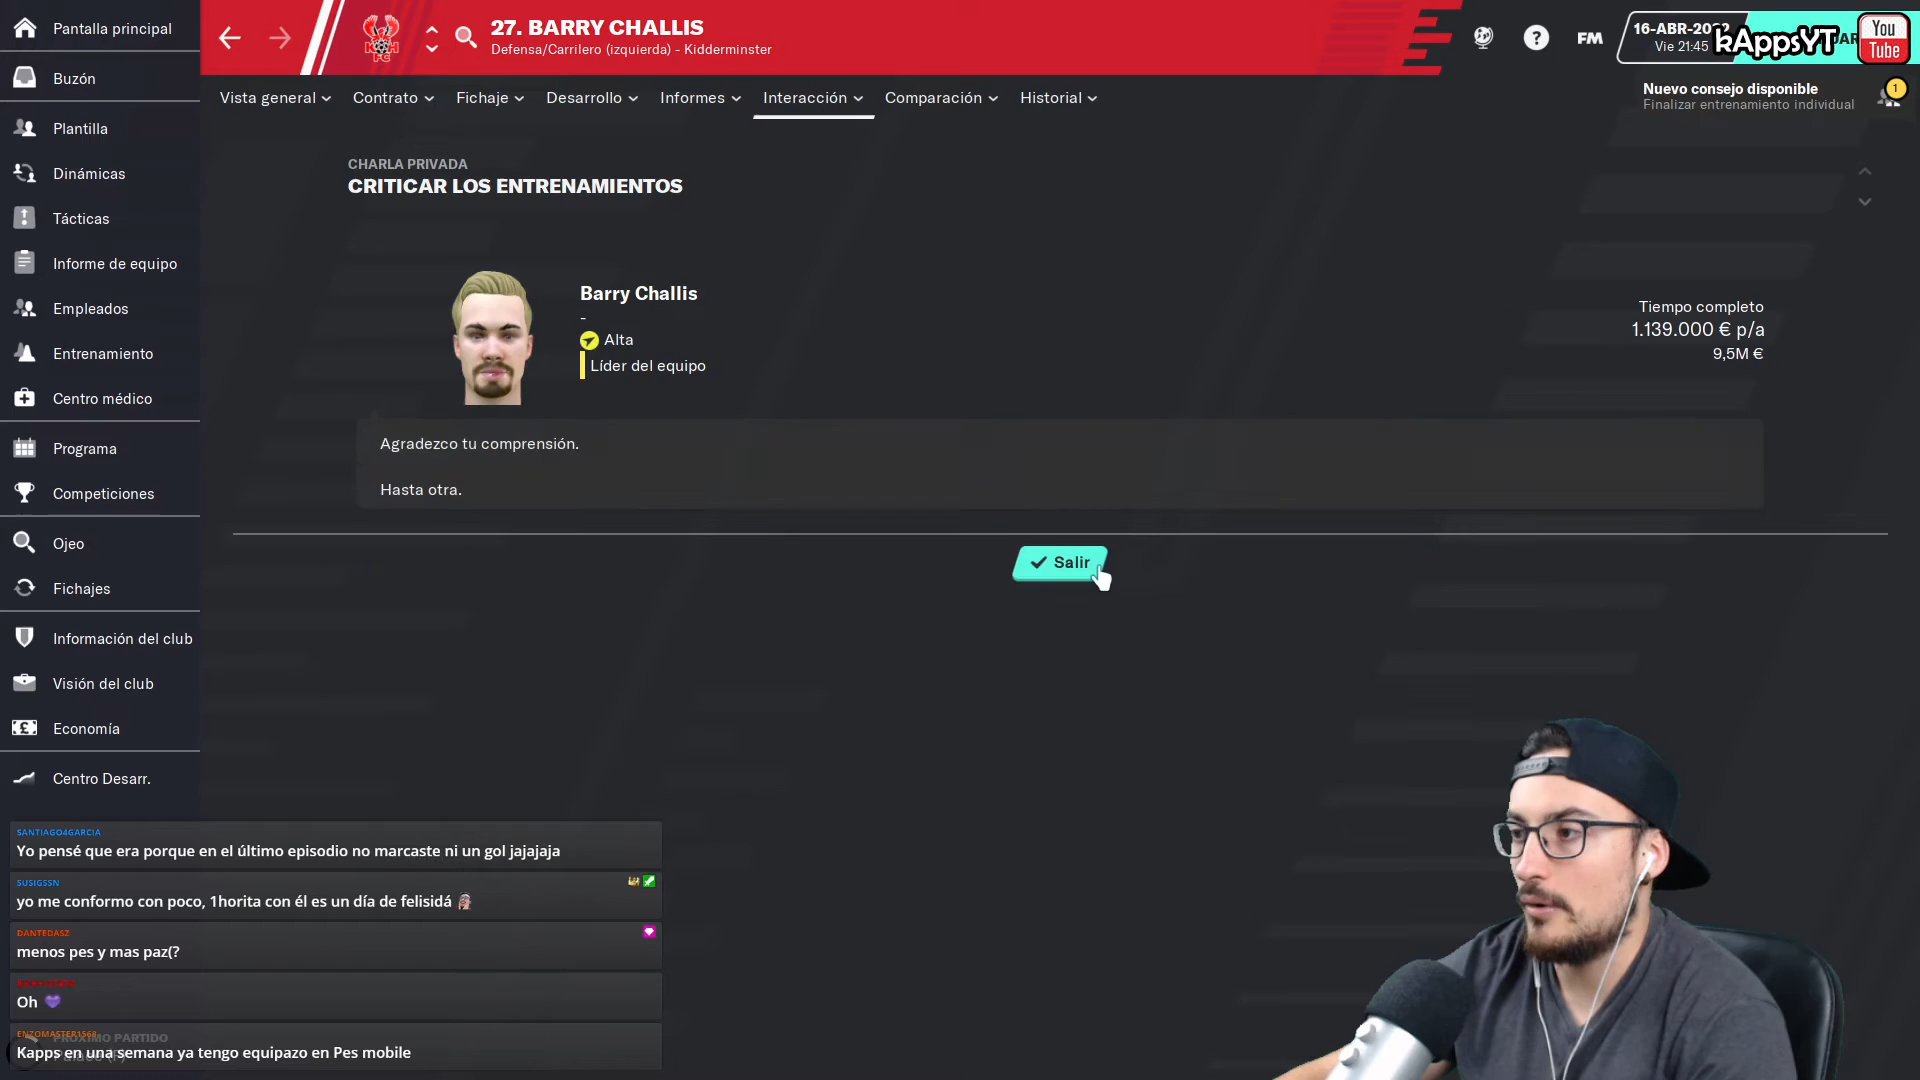 Pantalla principal
Buzón
Plantilla
Dinámicas
Tácticas
Informe de equipo
Empleados
Entrenamiento
Centro médico
Programa
Competiciones
Ojeo
Fichajes
Información del club
Visión del club
Economía
Centro Desarr.
27. BARRY CHALLIS
Defensa/Carrilero (izquierda) - Kidderminster
FM
Vie 21:45
kAppsYT
You
Tube
Vista general
Contrato
Fichaje
Desarrollo
Informes
Interacción
Comparación
Historial
Nuevo consejo disponible
Finalizar entrenamiento individual
1
CHARLA PRIVADA
CRITICAR LOS ENTRENAMIENTOS
Barry Challis
-
Alta
Líder del equipo
Tiempo completo
1.139.000 € p/a
9,5M €
Agradezco tu comprensión.
Hasta otra.
Salir
SANTIAGO4GARCIA
Yo pensé que era porque en el último episodio no marcaste ni un gol jajajaja
SUSIGSSN
yo me conformo con poco, 1horita con él es un día de felisidá
DANTEDASZ
menos pes y mas paz(?
Oh
ENZOMASTER1568
PRÓXIMO PARTIDO
Kapps en una semana ya tengo equipazo en Pes mobile